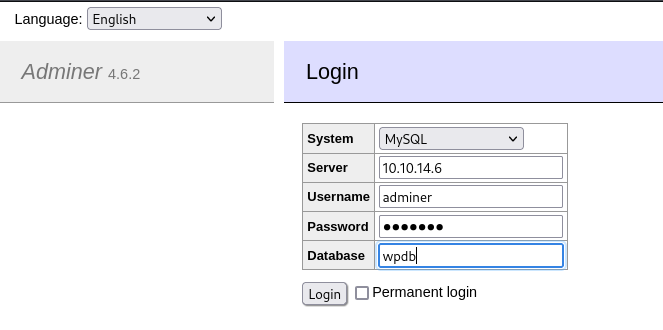 Language: English
Adminer 4.6.2
Login
System MySQL
Server 10.10.14.6
Username adminer
Password ●●●●●●●
Database wpdb
Login Permanent login